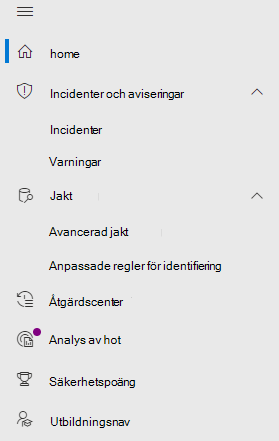 home
Incidenter och aviseringar
Incidenter
Varningar
Jakt
Avancerad jakt
Anpassade regler för identifiering
Åtgärdscenter
Analys av hot
Säkerhetspoäng
Utbildningsnav